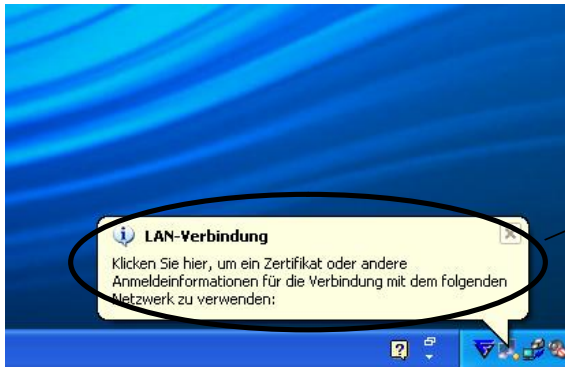 LAN-Verbindung
Klicken Sie hier, um ein Zertifikat oder andere
Anmeldeinformationen für die Verbindung mit dem folgenden
Netzwerk zu verwenden: